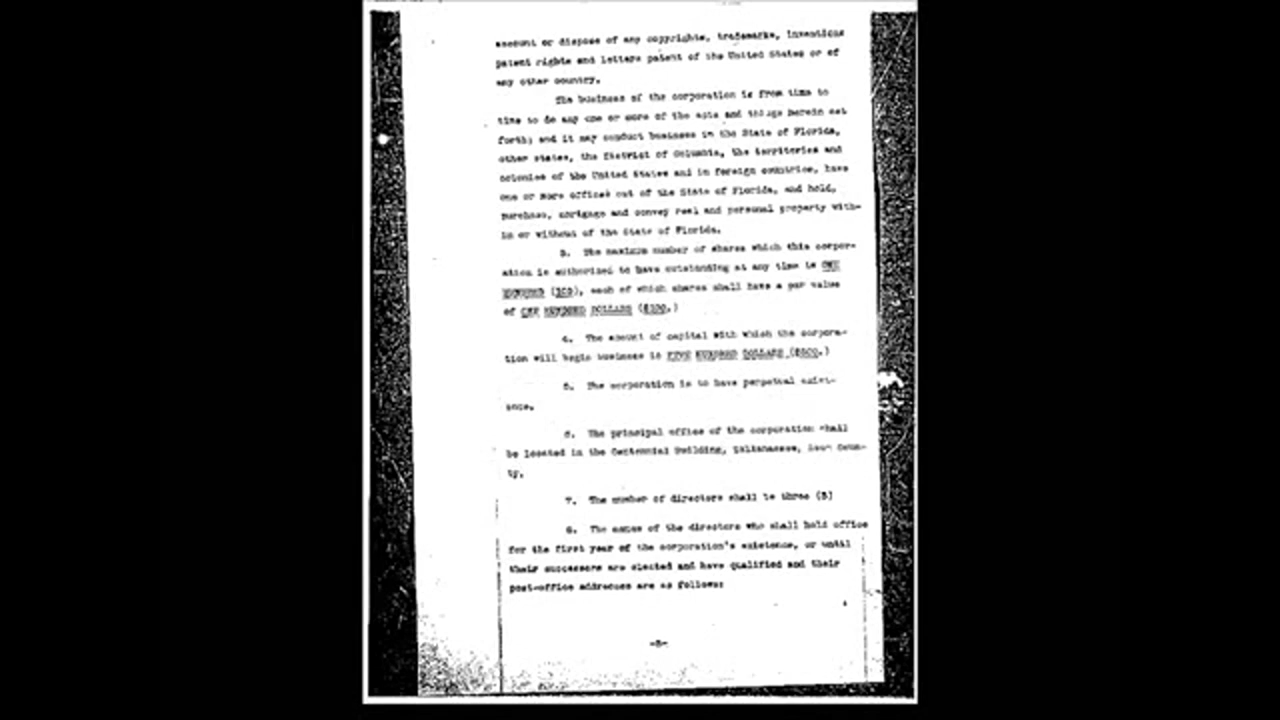 account or dispose of any copyrights, trademarks, inventions
patent rights and letters patent of the United States or of
any other country.
The business of the corporation is from time to
time to do any one or more of the acts and things herein set
forth; and it may conduct business in the State of Florida,
other states, the District of Columbia, the territories and
colonies of the United States and in foreign countries, have
one or more offices out of the State of Florida, and hold,
purchase, mortgage and convey real and personal property with-
in or without of the State of Florida.
3. The maximum number of shares which this corpor-
ation is authorized to have outstanding at any time is ONE
HUNDRED (100), each of which shares shall have a par value
of ONE HUNDRED DOLLARS ($100.)
4. The amount of capital with which the corpora-
tion will begin business is FIVE HUNDRED DOLLARS ($500.)
5. The corporation is to have perpetual exist-
ence.
6. The principal office of the corporation shall
be located in the Centennial Building, Tallahassee, Leon Coun-
ty.
7. The number of directors shall be three (3)
8. The names of the directors who shall hold office
for the first year of the corporation's existence, or until
their successors are elected and have qualified and their
post-office addresses are as follows: